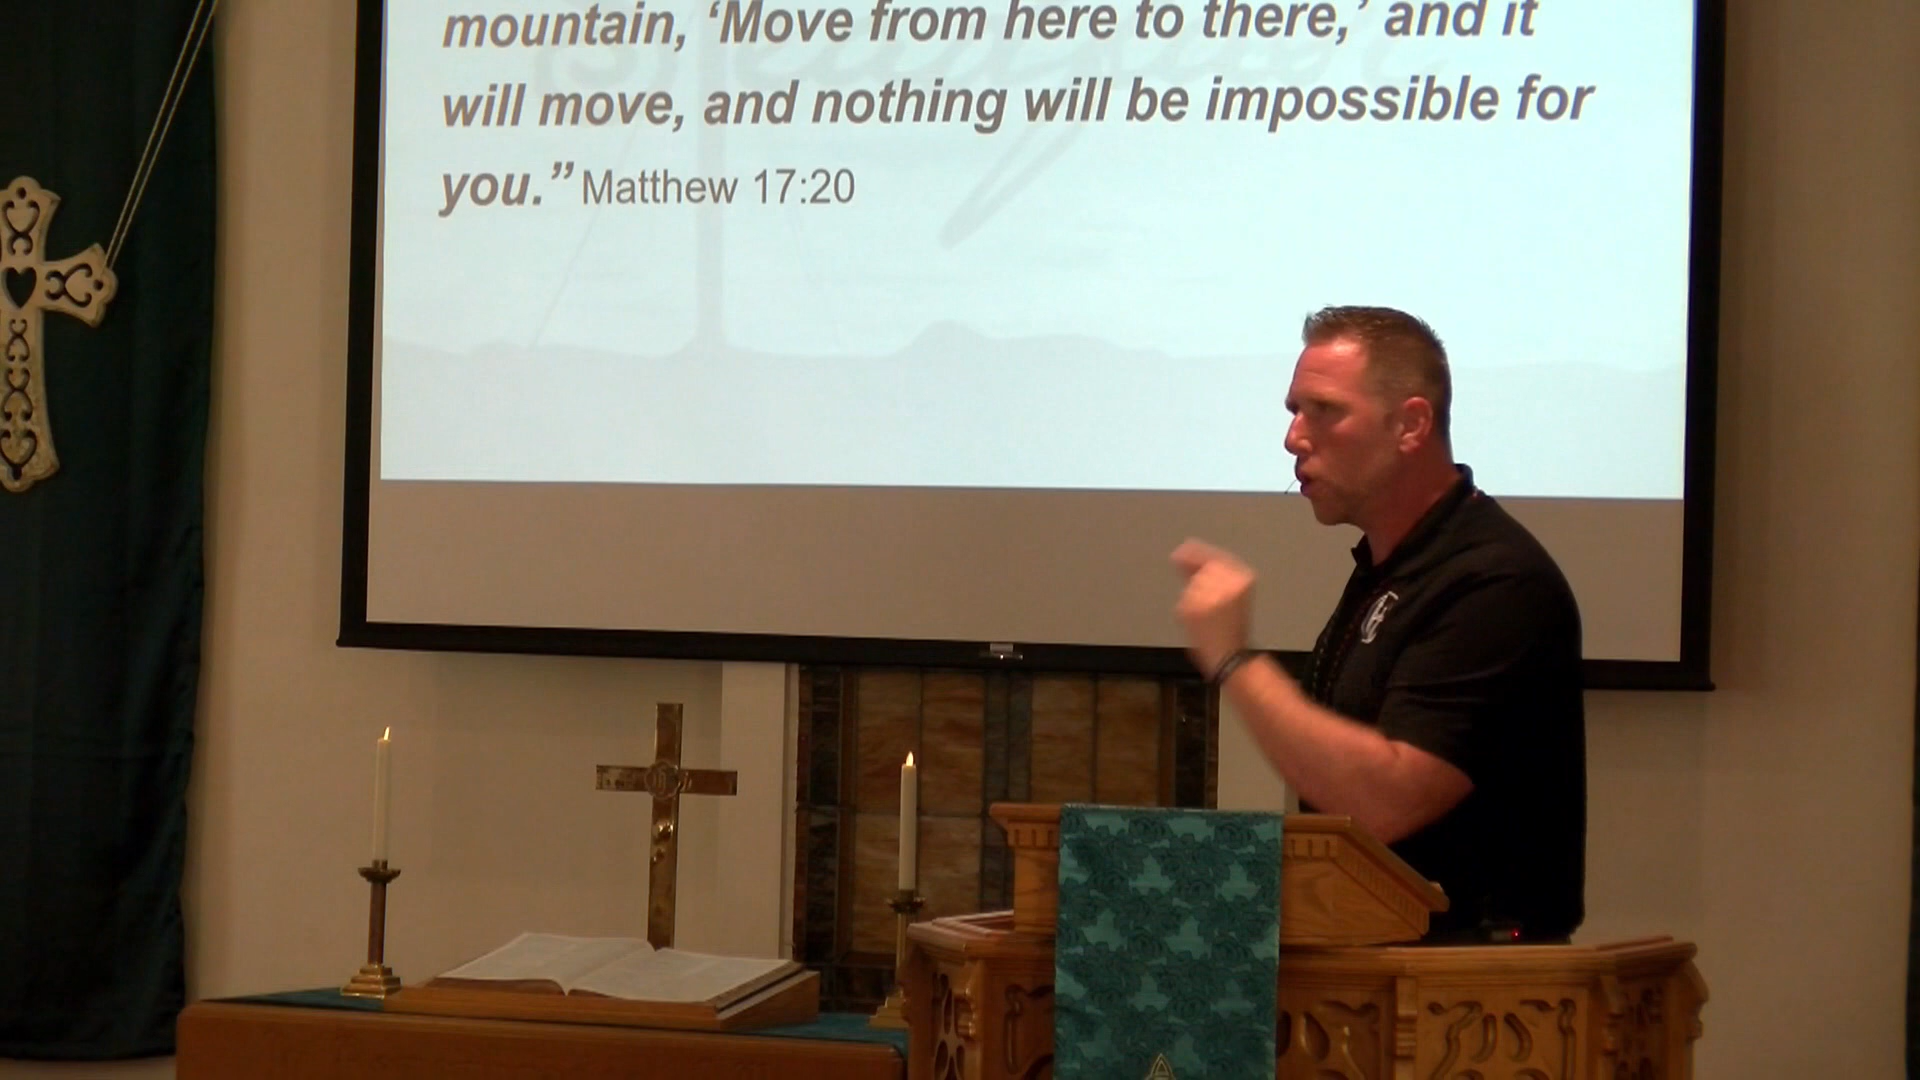 mountain, ‘Move from here to there,’ and it
will move, and nothing will be impossible for
you.” Matthew 17:20